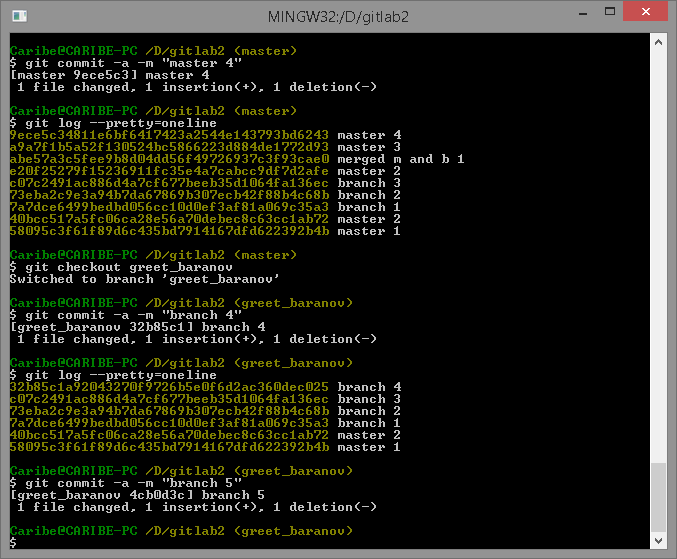 MINGW32:/D/gitlab2
Caribe@CARIBE-PC /D/gitlab2 (master)
$ git commit -a -m "master 4"
[master 9ece5c3] master 4
 1 file changed, 1 insertion(+), 1 deletion(-)
Caribe@CARIBE-PC /D/gitlab2 (master)
$ git log --pretty=oneline
9ece5c34811e6bf6417423a2544e143793bd6243 master 4
a9a7f1b5a52f130524bc5866223d884de1772d93 master 3
abe57a3c5fee9b8d04dd56f49726937c3f93cae0 merged m and b 1
e20f25279f15236911fc35e4a7cabcc9df7d2afe master 2
c07c2491ac886d4a7cf677beeb35d1064fa136ec branch 3
73eba2c9e3a94b7da67869b307ecb42f88b4c68b branch 2
7a7dce6499bedbd056cc10d0ef3af81a069c35a3 branch 1
40bcc517a5fc06ca28e56a70debec8c63cc1ab72 master 2
58095c3f61f89d6c435bd7914167dfd622392b4b master 1
Caribe@CARIBE-PC /D/gitlab2 (master)
$ git checkout greet_baranov
Switched to branch 'greet_baranov'
Caribe@CARIBE-PC /D/gitlab2 (greet_baranov)
$ git commit -a -m "branch 4"
[greet_baranov 32b85c1] branch 4
 1 file changed, 1 insertion(+), 1 deletion(-)
Caribe@CARIBE-PC /D/gitlab2 (greet_baranov)
$ git log --pretty=oneline
32b85c1a92043270f9726b5e0f6d2ac360dec025 branch 4
c07c2491ac886d4a7cf677beeb35d1064fa136ec branch 3
73eba2c9e3a94b7da67869b307ecb42f88b4c68b branch 2
7a7dce6499bedbd056cc10d0ef3af81a069c35a3 branch 1
40bcc517a5fc06ca28e56a70debec8c63cc1ab72 master 2
58095c3f61f89d6c435bd7914167dfd622392b4b master 1
Caribe@CARIBE-PC /D/gitlab2 (greet_baranov)
$ git commit -a -m "branch 5"
[greet_baranov 4cb0d3c] branch 5
 1 file changed, 1 insertion(+), 1 deletion(-)
Caribe@CARIBE-PC /D/gitlab2 (greet_baranov)
$